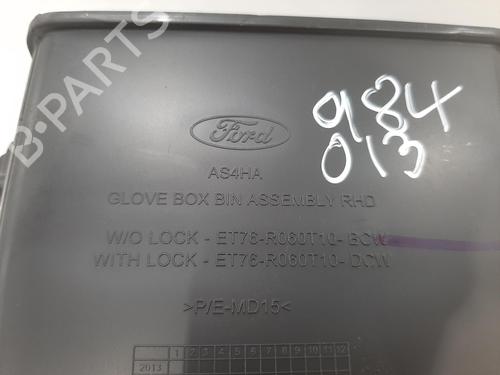 B-PARTS
984
013
Ford
AS4HA
GLOVE BOX BIN ASSEMBLY RHD
W/O LOCK - ET76-R060T10- BCW
WITH LOCK - ET76-R060T10- DCW
>P/E-MD15<
1 2 3 4 5 6 7 8 9 10 11 12
2013